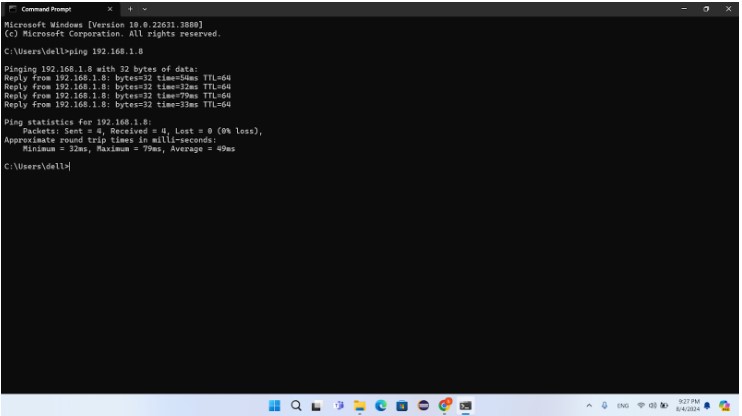 Command Prompt
Microsoft Windows [Version 10.0.22631.3880]
(c) Microsoft Corporation. All rights reserved.
C:\Users\dell>ping 192.168.1.8
Pinging 192.168.1.8 with 32 bytes of data:
Reply from 192.168.1.8: bytes=32 time=54ms TTL=64
Reply from 192.168.1.8: bytes=32 time=32ms TTL=64
Reply from 192.168.1.8: bytes=32 time=79ms TTL=64
Reply from 192.168.1.8: bytes=32 time=33ms TTL=64
Ping statistics for 192.168.1.8:
Packets: Sent = 4, Received = 4, Lost = 0 (0% loss),
Approximate round trip times in milli-seconds:
Minimum = 32ms, Maximum = 79ms, Average = 49ms
C:\Users\dell>
ENG
9:27 PM
8/4/2024